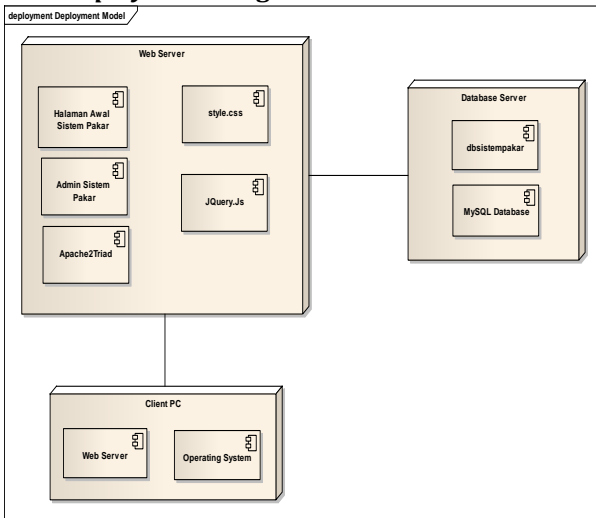 deployment Deployment Model
Web Server
Halaman Awal
Sistem Pakar
style.css
Admin Sistem
Pakar
JQuery.Js
Apache2Triad
Database Server
dbsistempakar
MySQL Database
Client PC
Web Server
Operating System